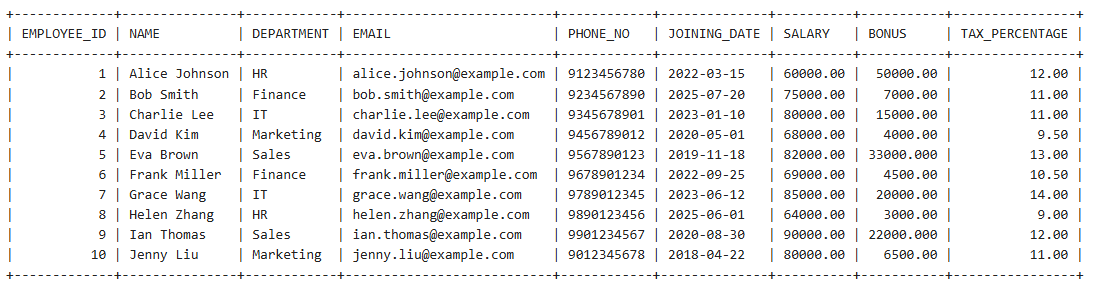 +-------------+---------------+------------+---------------------------+------------+--------------+----------+-----------+----------------+
| EMPLOYEE_ID | NAME          | DEPARTMENT | EMAIL                     | PHONE_NO   | JOINING_DATE | SALARY   | BONUS     | TAX_PERCENTAGE |
+-------------+---------------+------------+---------------------------+------------+--------------+----------+-----------+----------------+
|           1 | Alice Johnson | HR         | alice.johnson@example.com | 9123456780 | 2022-03-15   | 60000.00 |  50000.00 |          12.00 |
|           2 | Bob Smith     | Finance    | bob.smith@example.com     | 9234567890 | 2025-07-20   | 75000.00 |   7000.00 |          11.00 |
|           3 | Charlie Lee   | IT         | charlie.lee@example.com   | 9345678901 | 2023-01-10   | 80000.00 |  15000.00 |          11.00 |
|           4 | David Kim     | Marketing  | david.kim@example.com     | 9456789012 | 2020-05-01   | 68000.00 |   4000.00 |           9.50 |
|           5 | Eva Brown     | Sales      | eva.brown@example.com     | 9567890123 | 2019-11-18   | 82000.00 | 33000.000 |          13.00 |
|           6 | Frank Miller  | Finance    | frank.miller@example.com  | 9678901234 | 2022-09-25   | 69000.00 |   4500.00 |          10.50 |
|           7 | Grace Wang    | IT         | grace.wang@example.com    | 9789012345 | 2023-06-12   | 85000.00 |  20000.00 |          14.00 |
|           8 | Helen Zhang   | HR         | helen.zhang@example.com   | 9890123456 | 2025-06-01   | 64000.00 |   3000.00 |           9.00 |
|           9 | Ian Thomas    | Sales      | ian.thomas@example.com    | 9901234567 | 2020-08-30   | 90000.00 | 22000.000 |          12.00 |
|          10 | Jenny Liu     | Marketing  | jenny.liu@example.com     | 9012345678 | 2018-04-22   | 80000.00 |   6500.00 |          11.00 |
+-------------+---------------+------------+---------------------------+------------+--------------+----------+-----------+----------------+